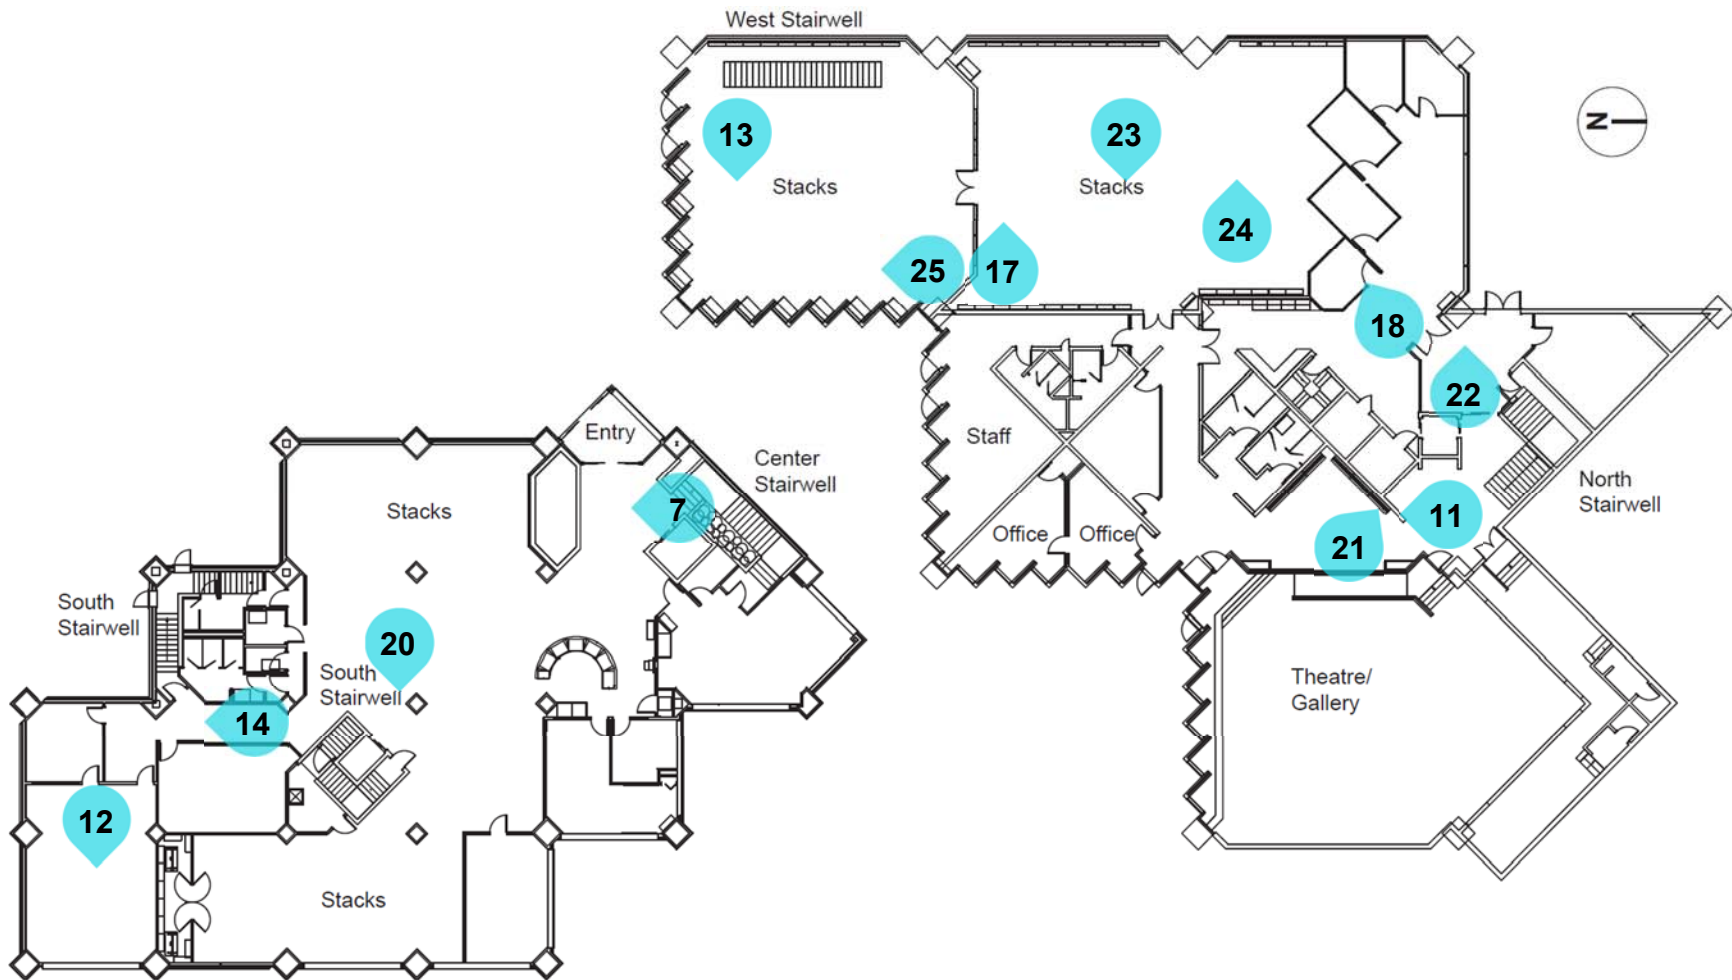 West Stairwell
N
13
23
Stacks
Stacks
24
25
17
18
22
Entry
Staff
Center
Stairwell
7
Stacks
North
Stairwell
11
Office
Office
21
South
Stairwell
20
South
Stairwell
14
Theatre/
Gallery
12
Stacks